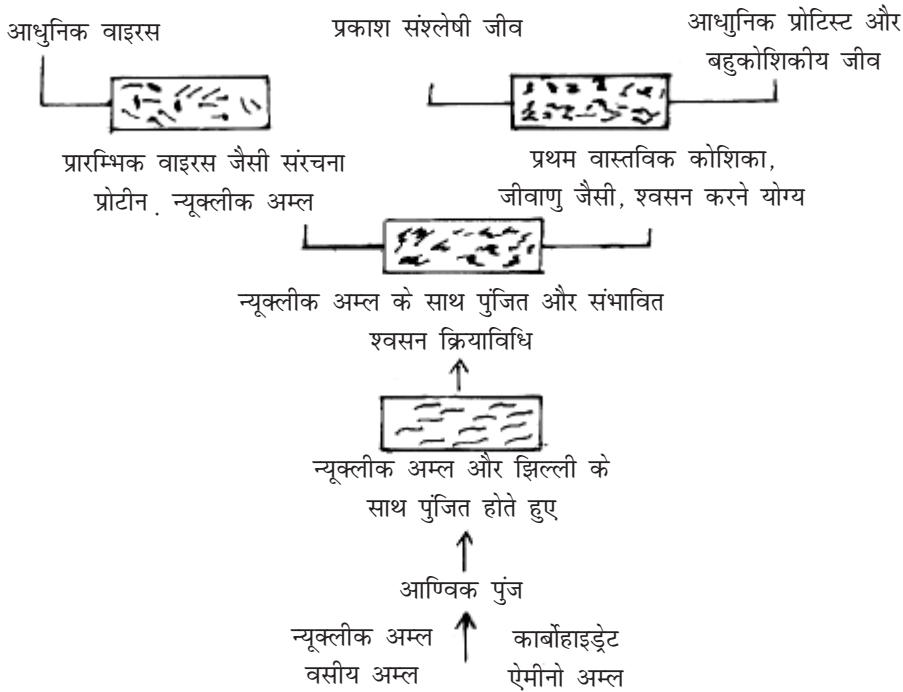 आधुनिक वाइरस
प्रकाश संश्लेषी जीव
आधाुनिक प्रोटिस्ट और
बहुकोशिकीय जीव
प्रारम्भिक वाइरस जैसी संरचना
प्रोटीन . न्यूक्लीक अम्ल
प्रथम वास्तविक कोशिका,
जीवाणु जैसी, श्वसन करने योग्य
न्यूक्लीक अम्ल के साथ पुंजित और संभावित
श्वसन क्रियाविधि
न्यूक्लीक अम्ल और झिल्ली के
साथ पुंजित होते हुए
आण्विक पुंज
न्यूक्लीक अम्ल
वसीय अम्ल
कार्बोहाइड्रेट
ऐमीनो अम्ल